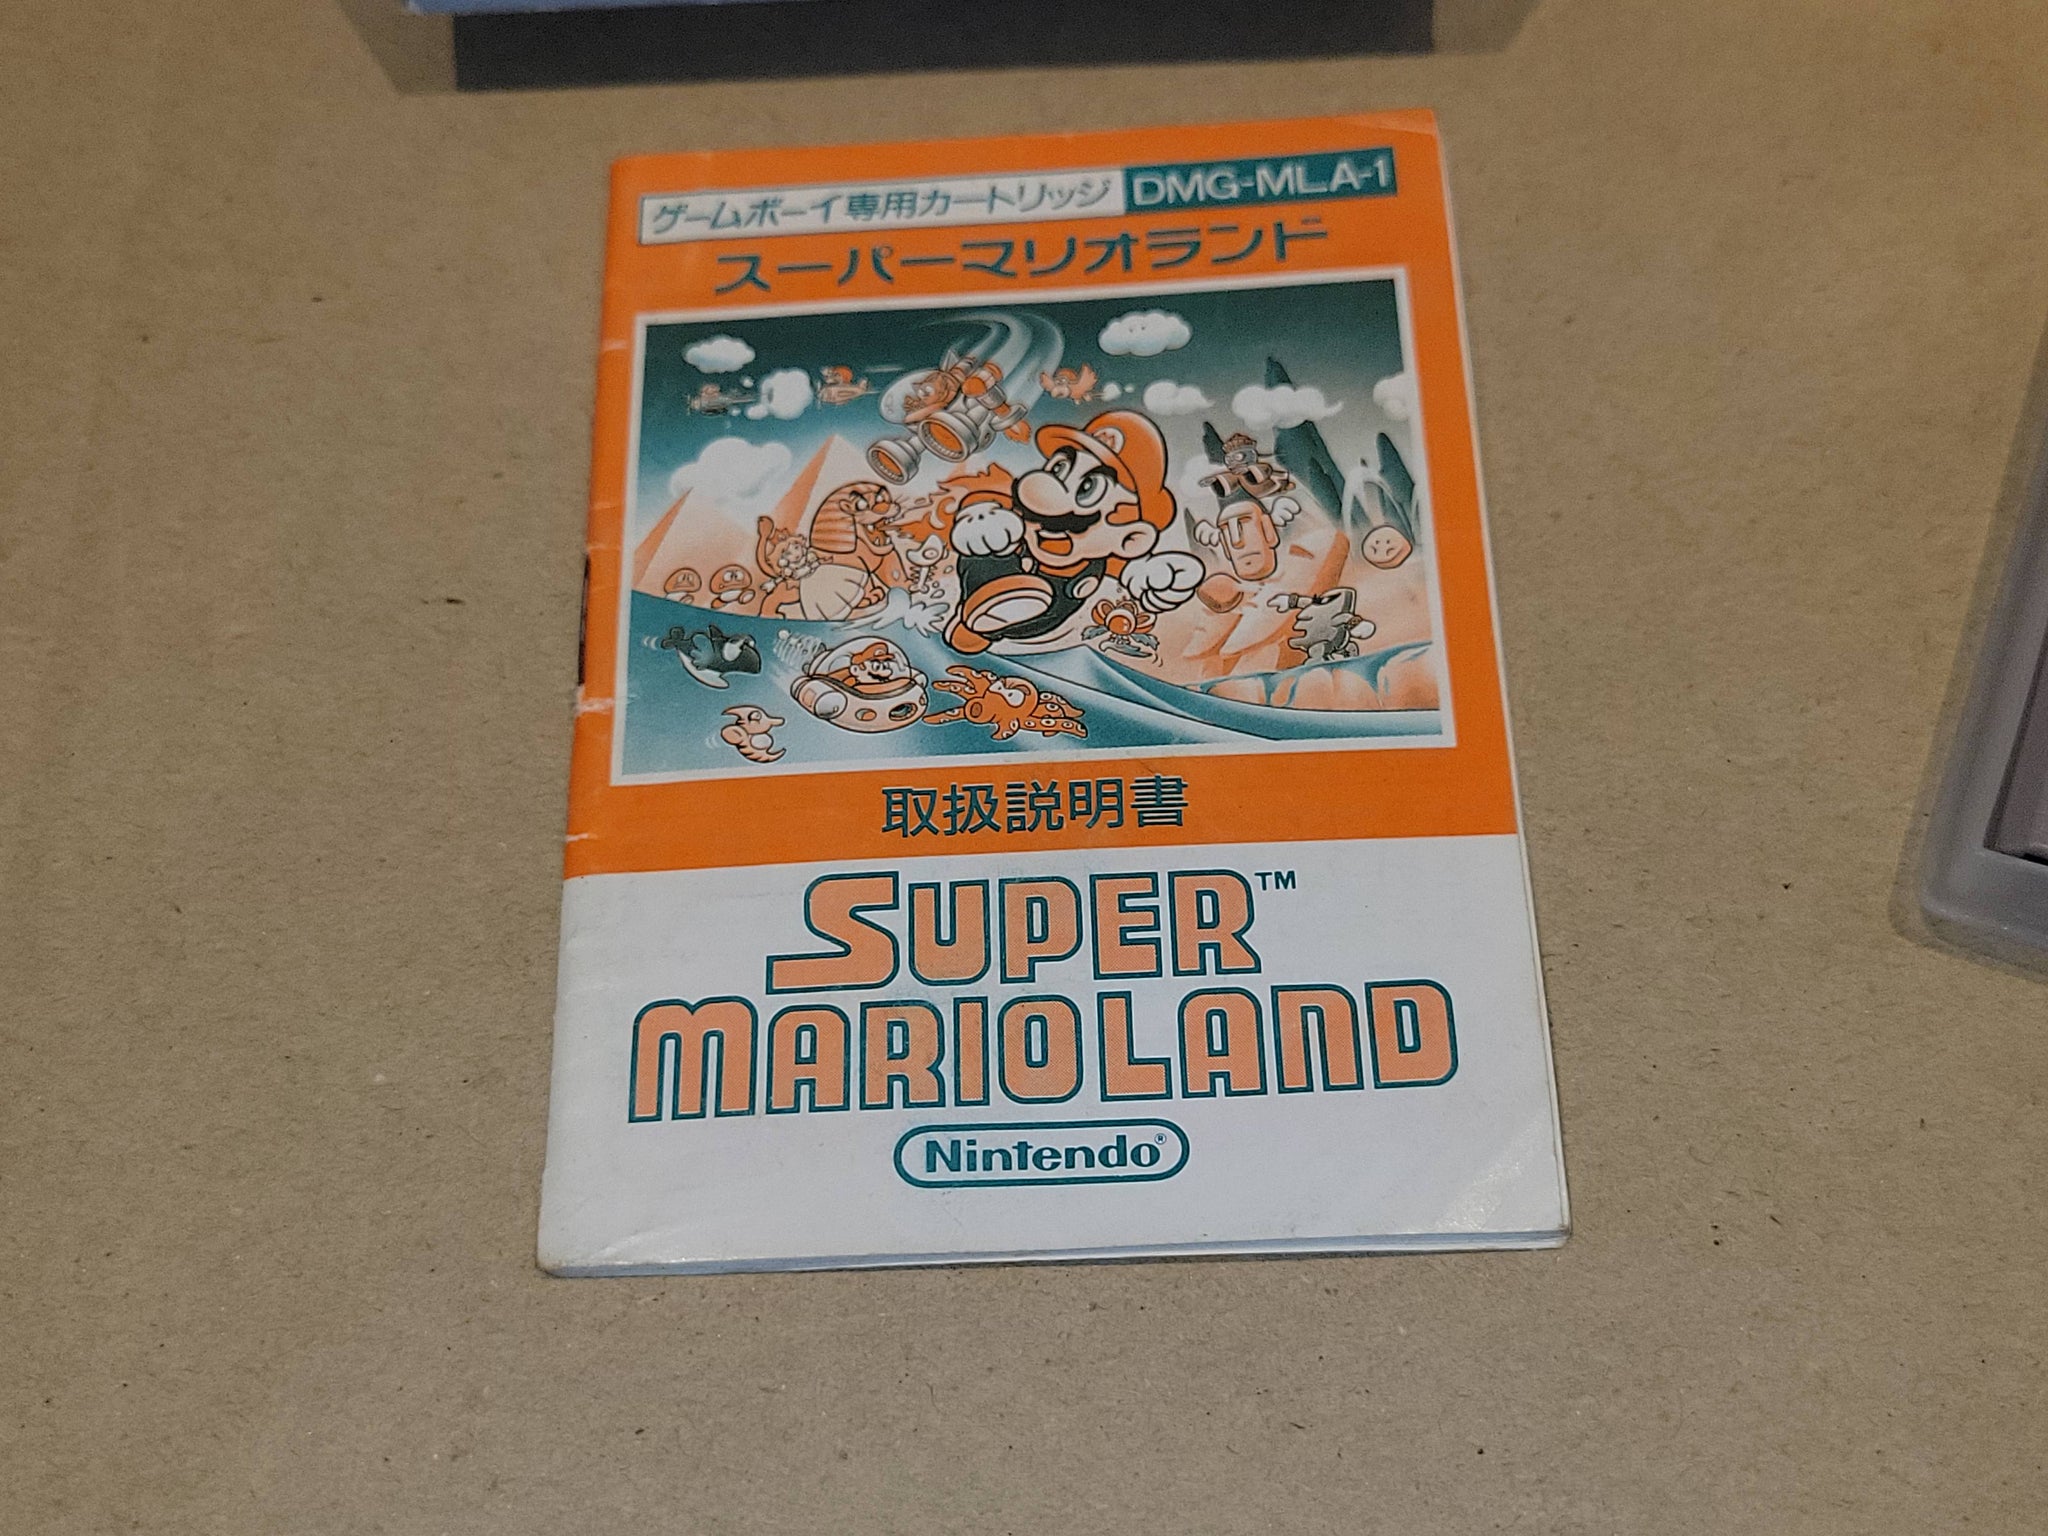 ゲームボーイ専用カートリッジ DMG-MLA-1
スーパーマリオランド
取扱説明書
SUPER™
MARIOLAND
Nintendo®